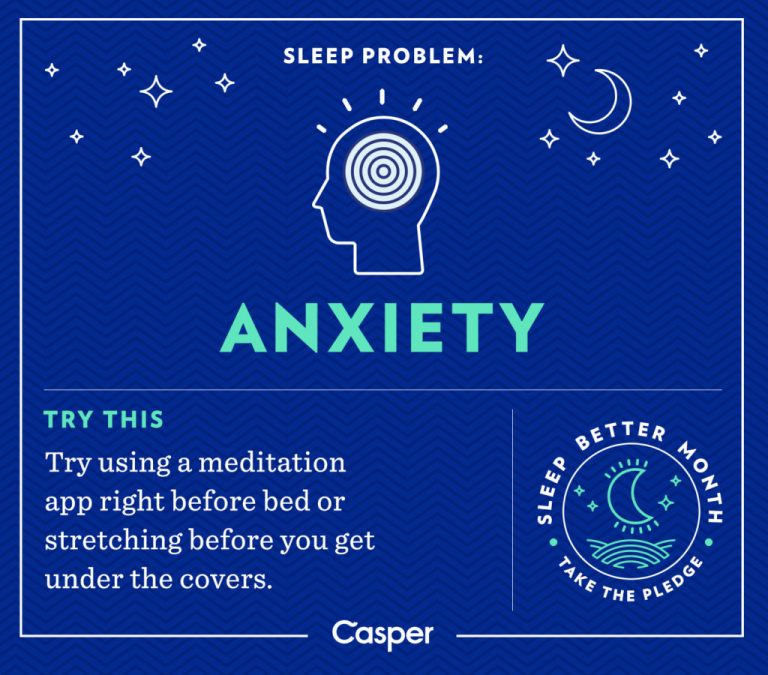 SLEEP PROBLEM:
ANXIETY
TRY THIS
Try using a meditation
app right before bed or
stretching before you get
under the covers.
SLEEP BETTER MONTH
• TAKE THE PLEDGE •
Casper